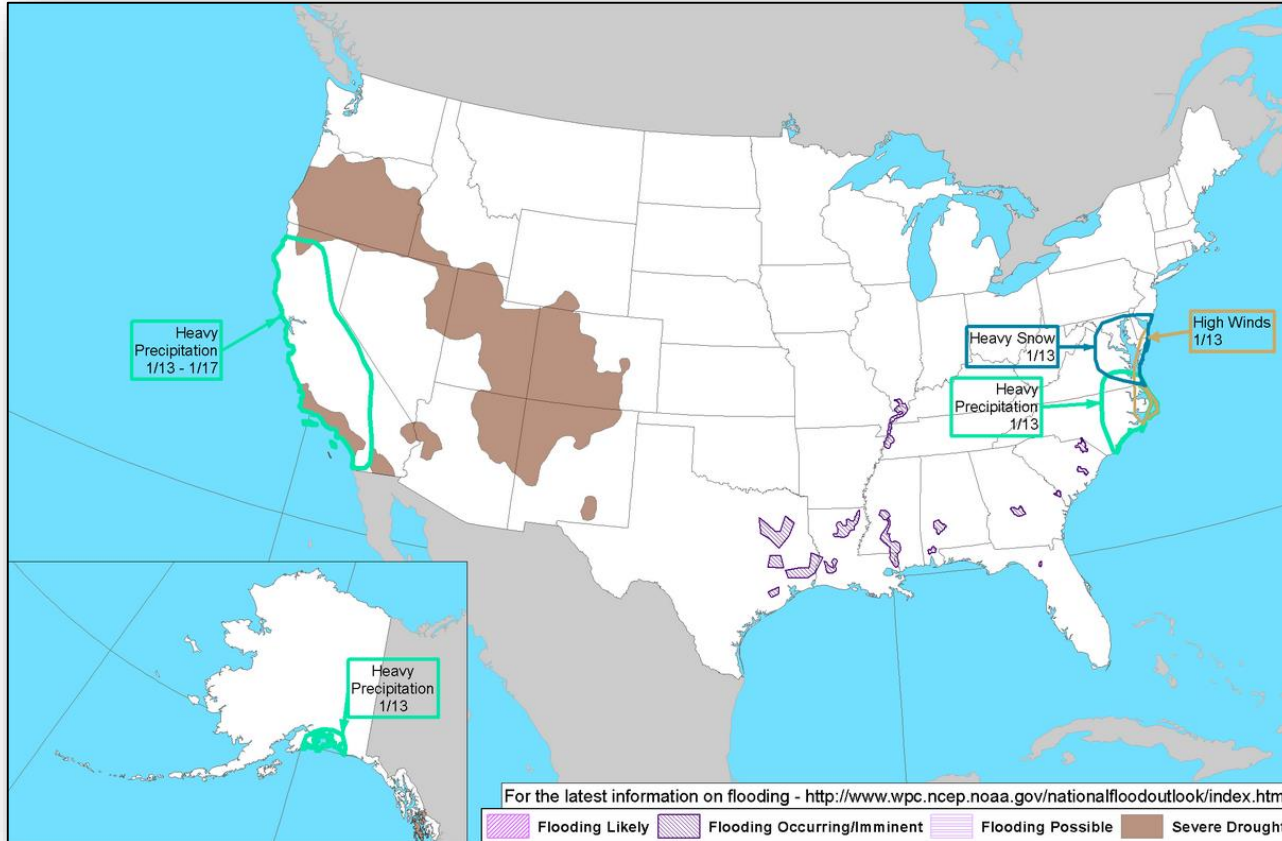 Heavy
Precipitation
1/13 - 1/17
Heavy Snow
1/13
High Winds
1/13
Heavy
Precipitation
1/13
Heavy
Precipitation
1/13
For the latest information on flooding - http://www.wpc.ncep.noaa.gov/nationalfloodoutlook/index.htm
Flooding Likely
Flooding Occurring/Imminent
Flooding Possible
Severe Drought